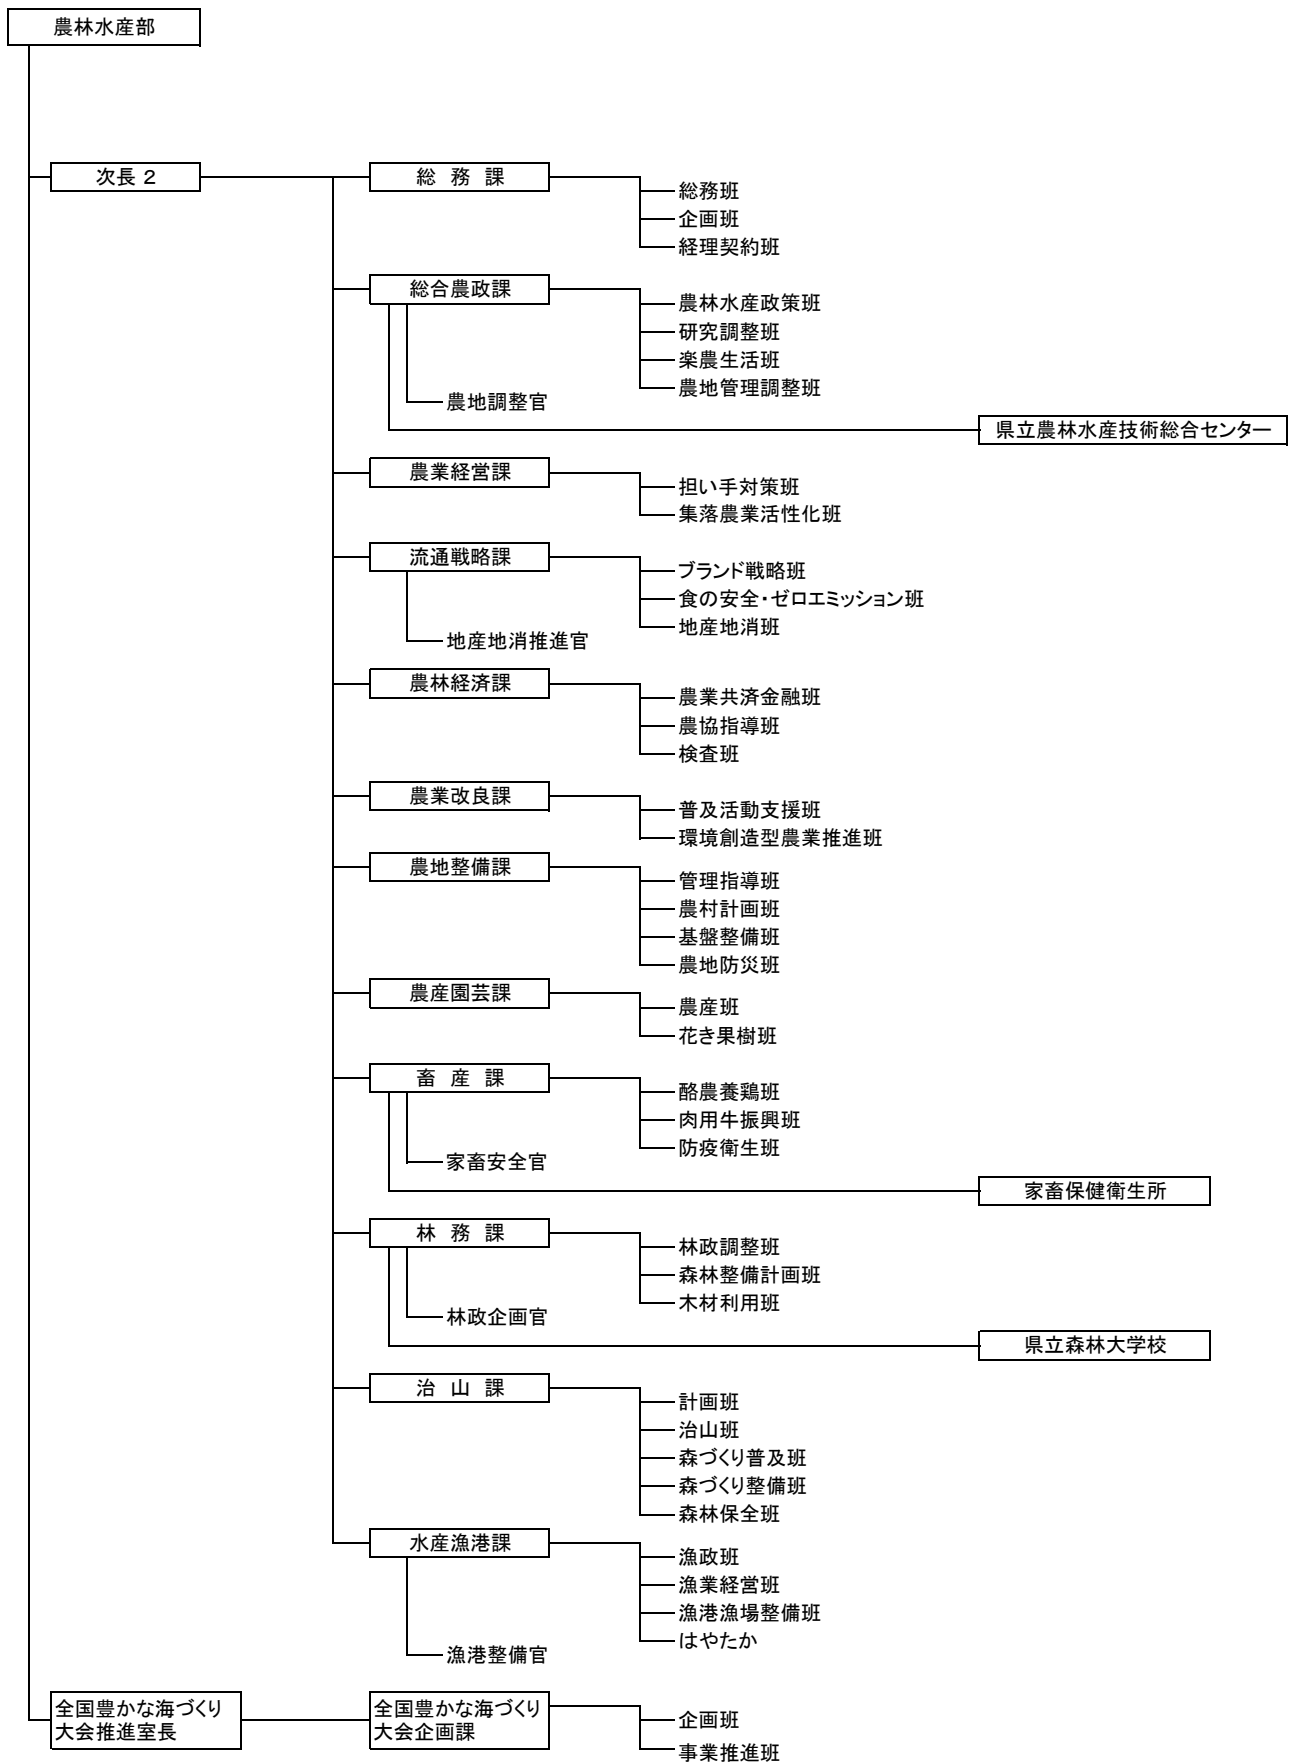 農林水産部
次長 2
総 務 課
総務班
企画班
経理契約班
総合農政課
農林水産政策班
研究調整班
楽農生活班
農地管理調整班
農地調整官
県立農林水産技術総合センター
農業経営課
担い手対策班
集落農業活性化班
流通戦略課
ブランド戦略班
食の安全・ゼロエミッション班
地産地消班
地産地消推進官
農林経済課
農業共済金融班
農協指導班
検査班
農業改良課
普及活動支援班
環境創造型農業推進班
農地整備課
管理指導班
農村計画班
基盤整備班
農地防災班
農産園芸課
農産班
花き果樹班
畜 産 課
酪農養鶏班
肉用牛振興班
防疫衛生班
家畜安全官
家畜保健衛生所
林 務 課
林政調整班
森林整備計画班
木材利用班
林政企画官
県立森林大学校
治 山 課
計画班
治山班
森づくり普及班
森づくり整備班
森林保全班
水産漁港課
漁政班
漁業経営班
漁港漁場整備班
はやたか
漁港整備官
全国豊かな海づくり
大会推進室長
全国豊かな海づくり
大会企画課
企画班
事業推進班